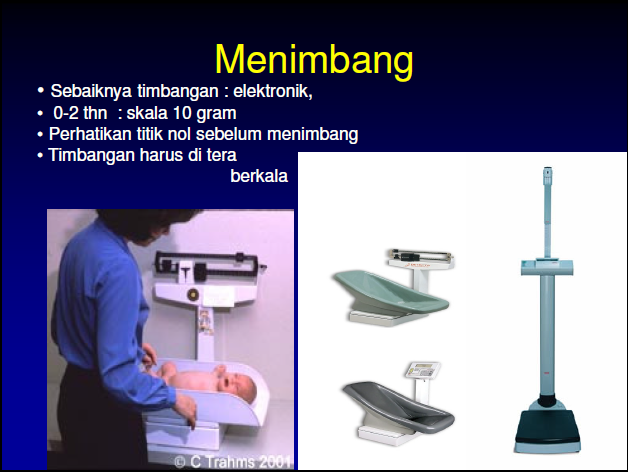 Menimbang
• Sebaiknya timbangan : elektronik,
• 0-2 thn : skala 10 gram
• Perhatikan titik nol sebelum menimbang
• Timbangan harus di tera
berkala
© C Trahms 2001